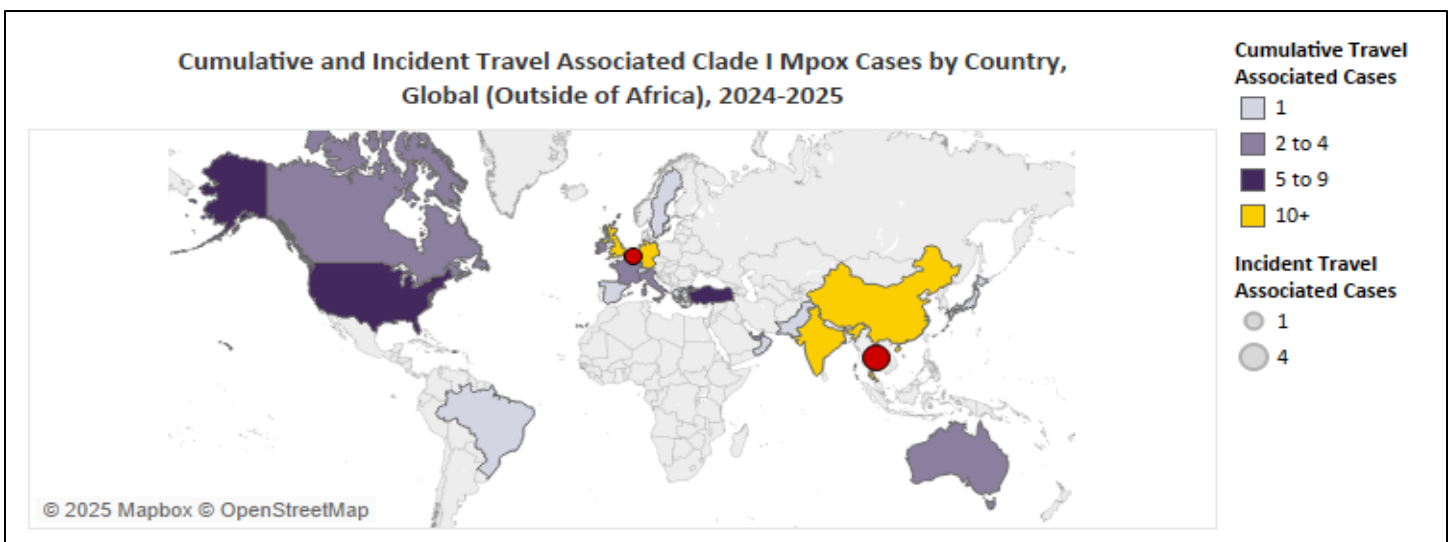 Cumulative and Incident Travel Associated Clade I Mpox Cases by Country,
Global (Outside of Africa), 2024-2025
Cumulative Travel
Associated Cases
1
2 to 4
5 to 9
10+
Incident Travel
Associated Cases
1
4
© 2025 Mapbox © OpenStreetMap